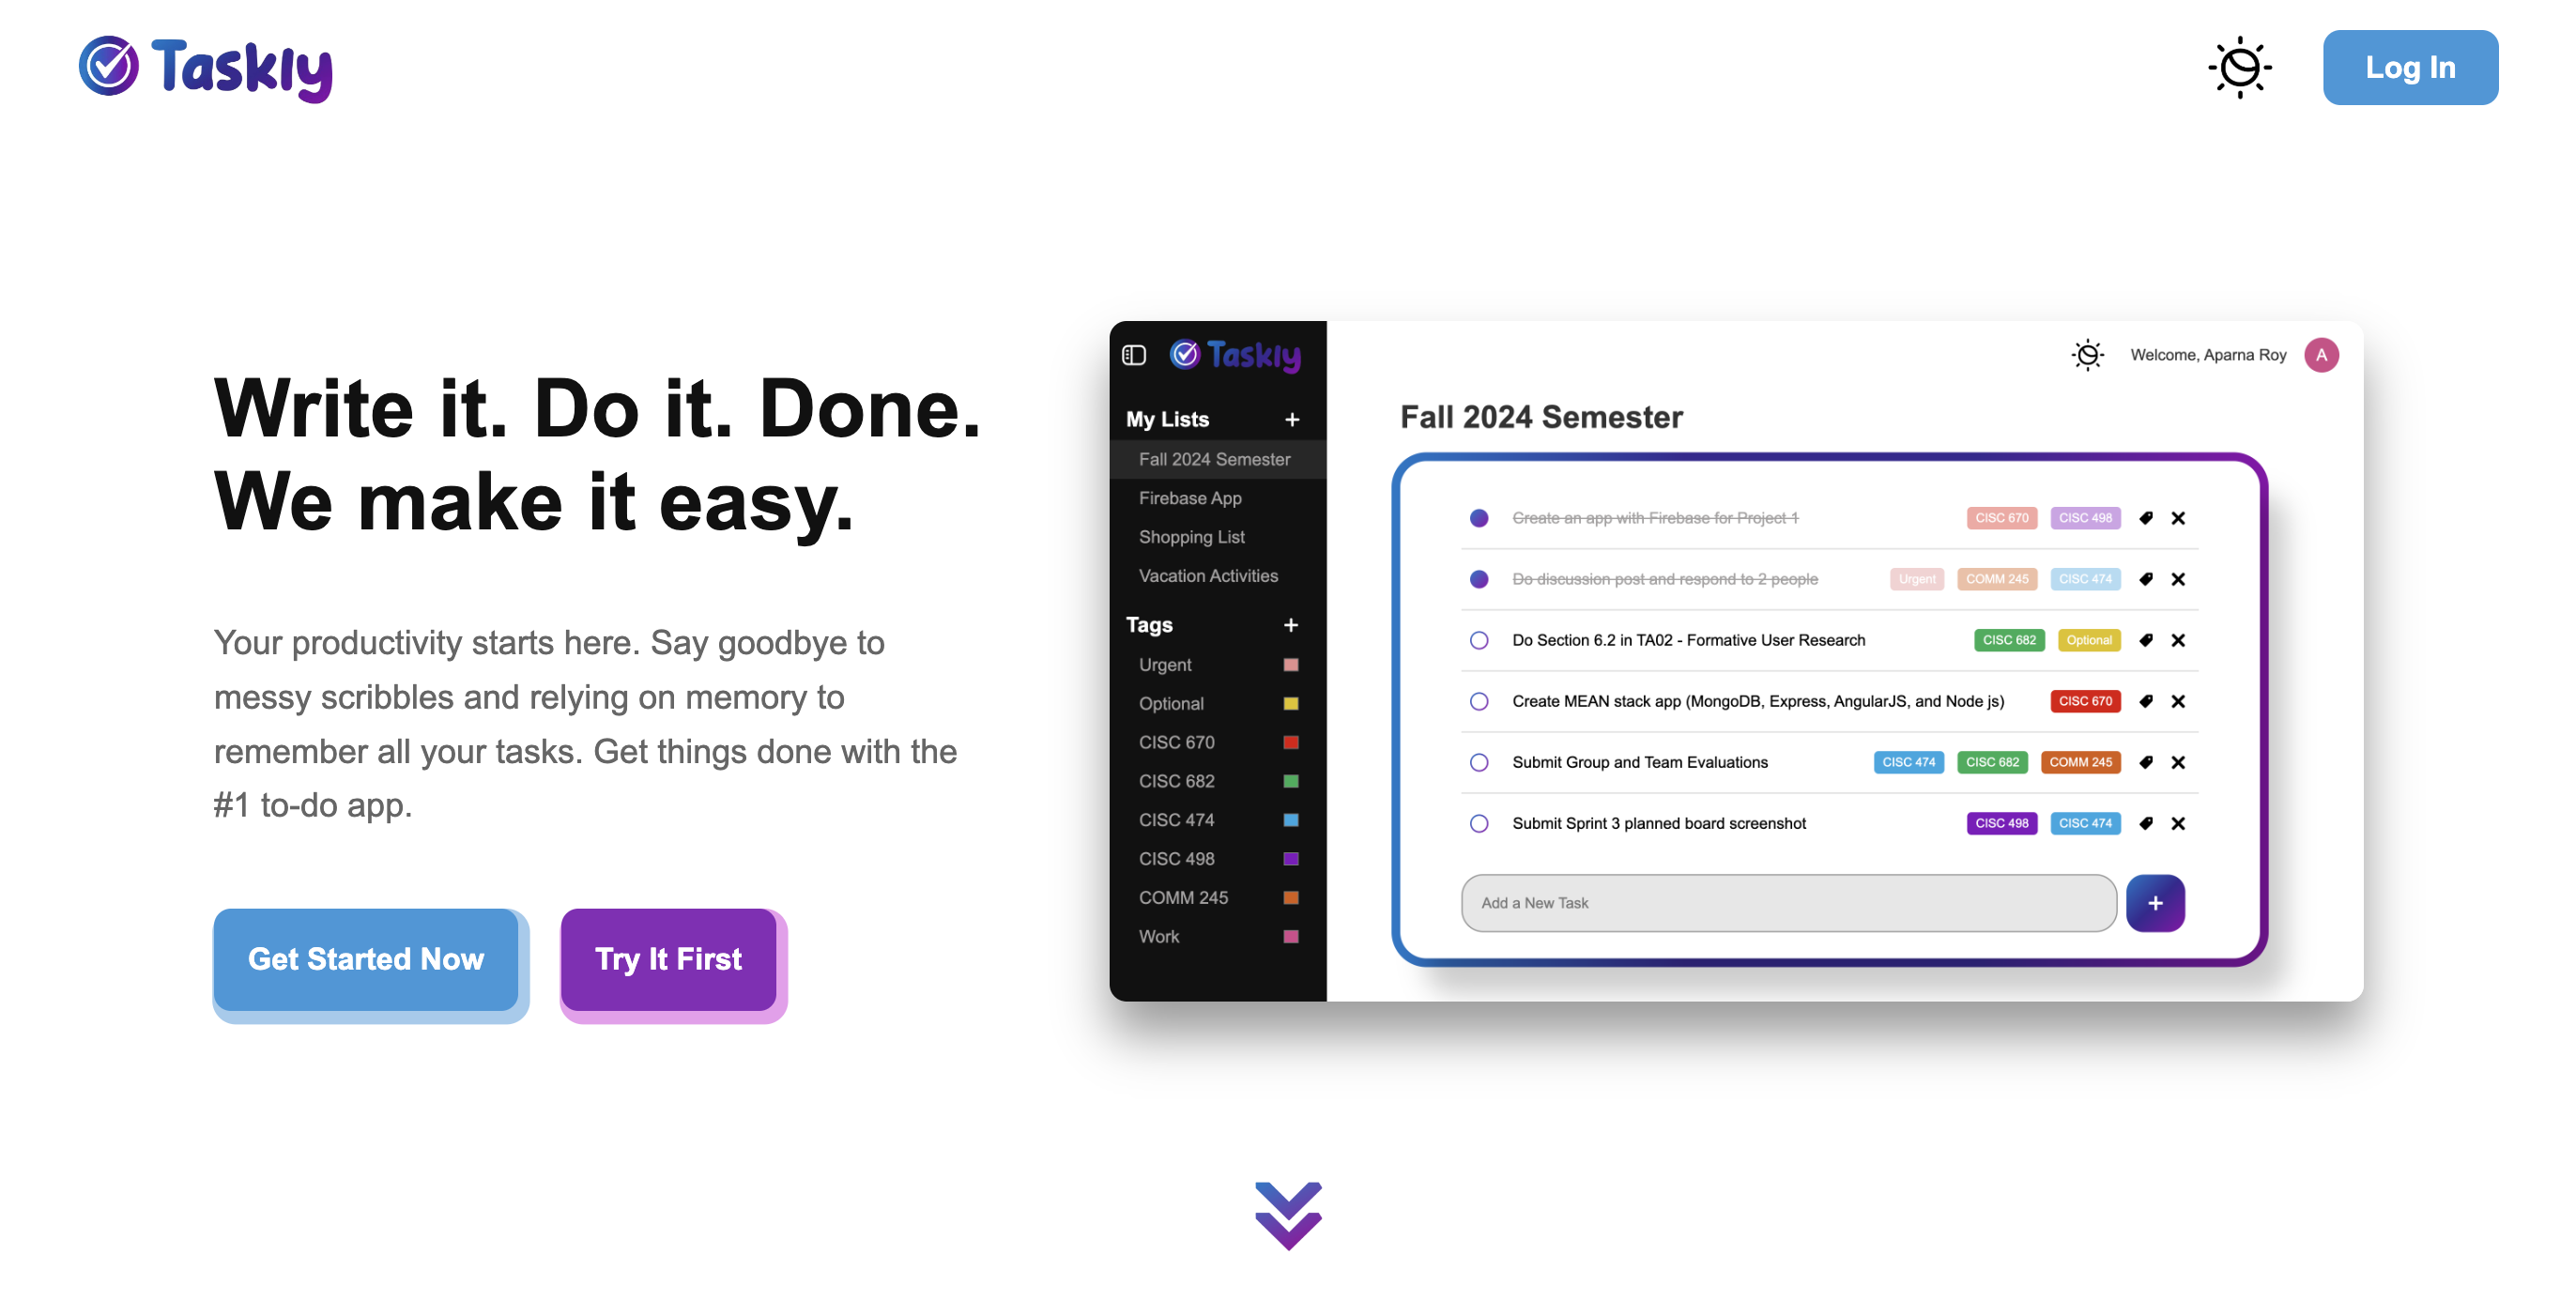 Taskly
Log In
Write it. Do it. Done.
We make it easy.
Your productivity starts here. Say goodbye to
messy scribbles and relying on memory to
remember all your tasks. Get things done with the
#1 to-do app.
Get Started Now
Try It First
Taskly
My Lists +
Fall 2024 Semester
Firebase App
Shopping List
Vacation Activities
Tags +
Urgent
Optional
CISC 670
CISC 682
CISC 474
CISC 498
COMM 245
Work
Welcome, Aparna Roy A
Fall 2024 Semester
Create an app with Firebase for Project 1 CISC 670 CISC 498
Do discussion post and respond to 2 people Urgent COMM 245 CISC 474
Do Section 6.2 in TA02 - Formative User Research CISC 682 Optional
Create MEAN stack app (MongoDB, Express, AngularJS, and Node js) CISC 670
Submit Group and Team Evaluations CISC 474 CISC 682 COMM 245
Submit Sprint 3 planned board screenshot CISC 498 CISC 474
Add a New Task +